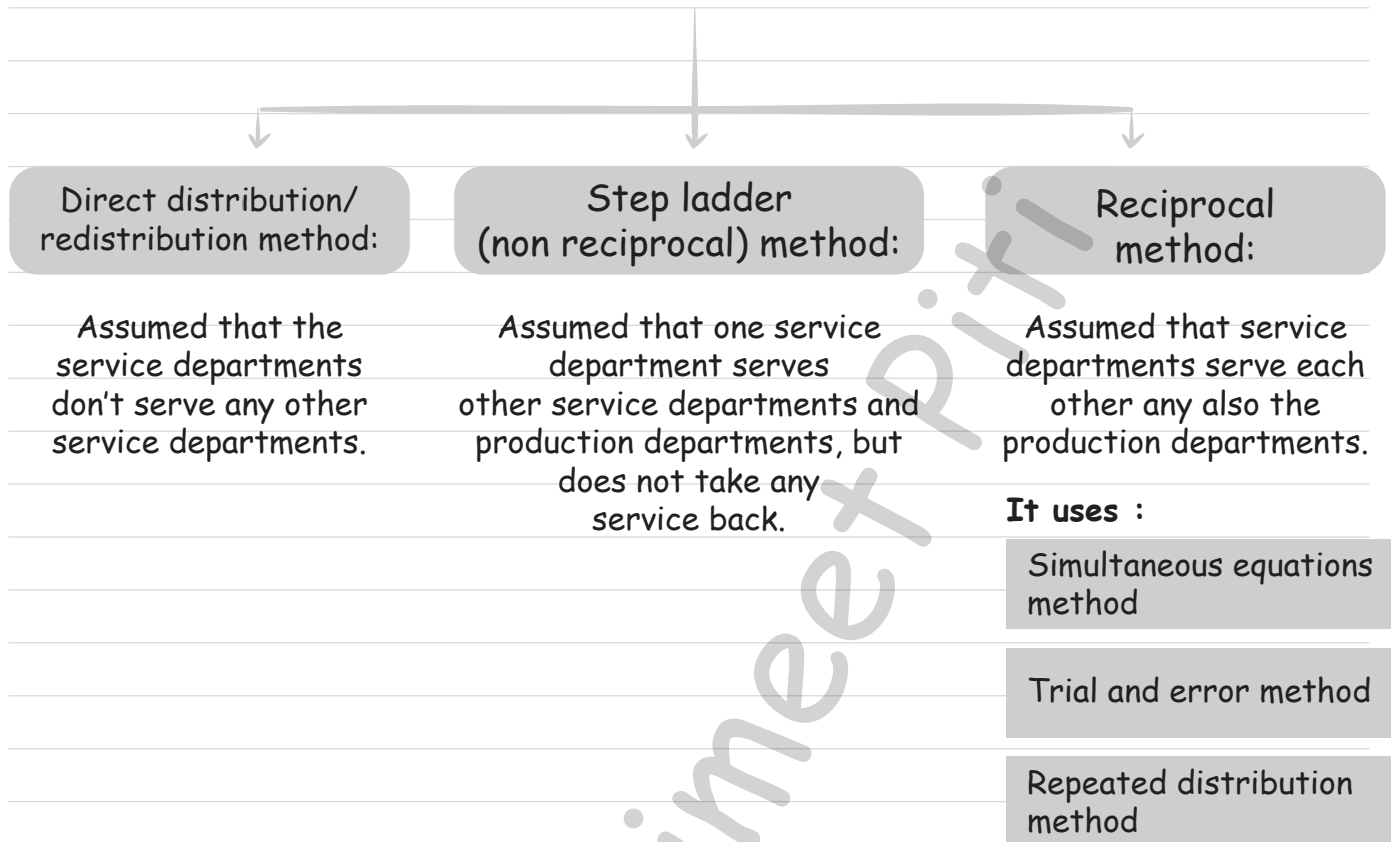 Direct distribution/
redistribution method:
Assumed that the
service departments
don't serve any other
service departments.
Step ladder
(non reciprocal) method:
Assumed that one service
department serves
other service departments and
production departments, but
does not take any
service back.
Reciprocal
method:
Assumed that service
departments serve each
other any also the
production departments.
It uses :
Simultaneous equations
method
Trial and error method
Repeated distribution
method